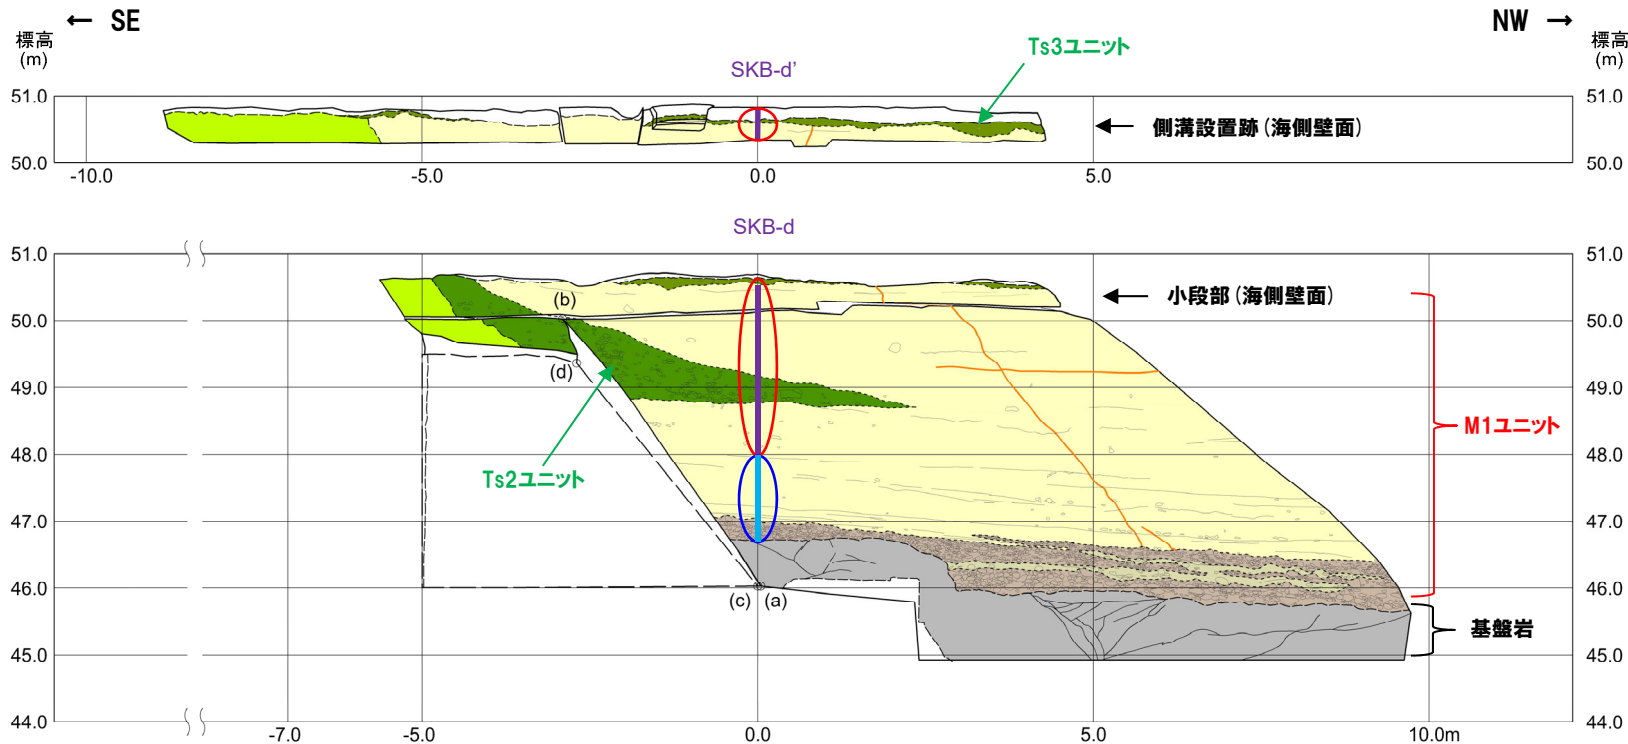 ← SE
NW →
標高
(m)
標高
(m)
Ts3ユニット
SKB-d’
51.0
51.0
← 側溝設置跡(海側壁面)
50.0
50.0
-10.0
-5.0
0.0
5.0
SKB-d
51.0
51.0
← 小段部(海側壁面)
(b)
50.0
50.0
(d)
49.0
49.0
M1ユニット
48.0
48.0
Ts2ユニット
47.0
47.0
46.0
46.0
(c)
(a)
基盤岩
45.0
45.0
44.0
44.0
-7.0
-5.0
0.0
5.0
10.0m